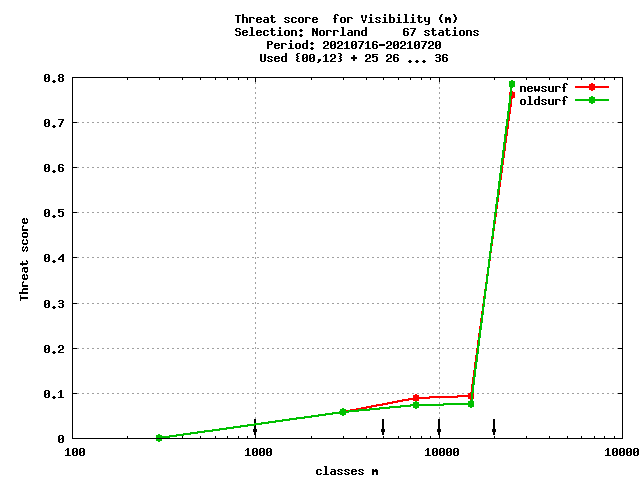 Threat score  for Visibility (m)
Selection: Norrland     67 stations
Period: 20210716-20210720
Used {00,12} + 25 26 ... 36
0.8
newsurf
oldsurf
0.7
0.6
0.5
0.4
Threat score
0.3
0.2
0.1
0
100 1000 10000 10000
classes m